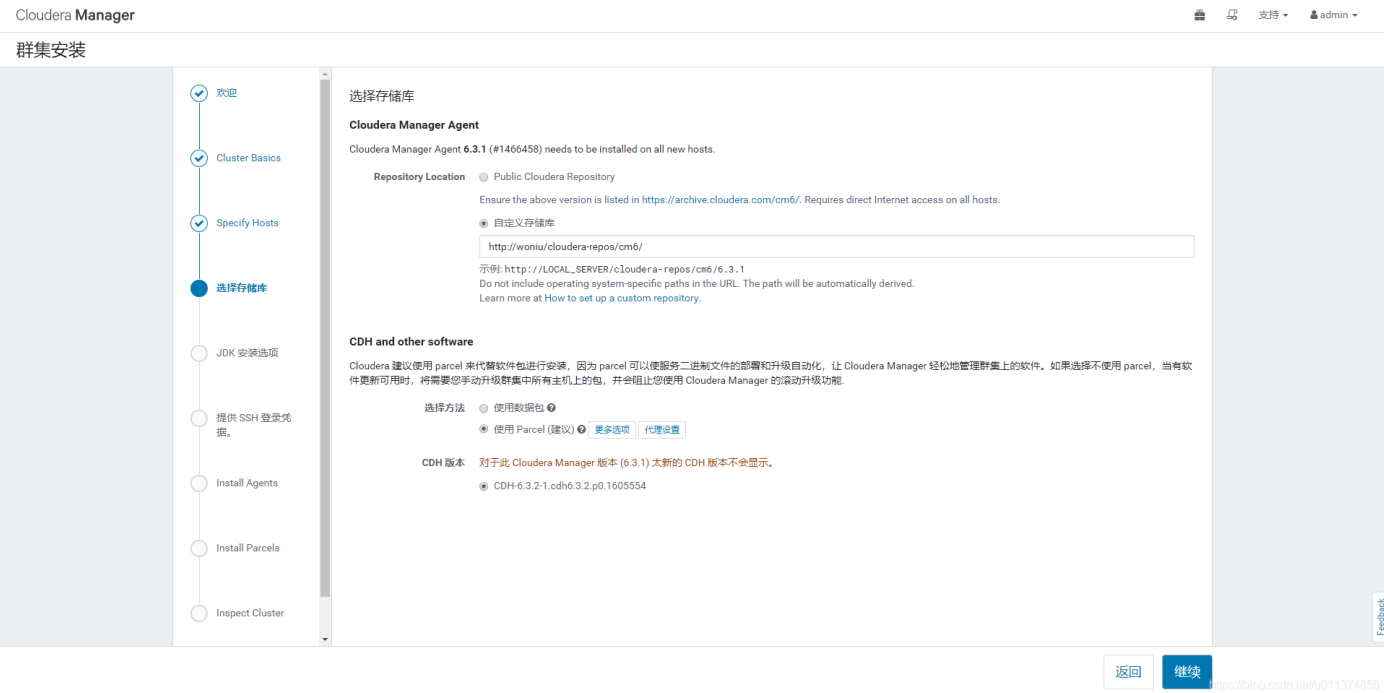 Cloudera Manager
支持
admin
群集安装
欢迎
Cluster Basics
Specify Hosts
选择存储库
JDK 安装选项
提供 SSH 登录凭
据。
Install Agents
Install Parcels
Inspect Cluster
选择存储库
Cloudera Manager Agent
Cloudera Manager Agent 6.3.1 (#1466458) needs to be installed on all new hosts.
Repository Location
Public Cloudera Repository
Ensure the above version is listed in https://archive.cloudera.com/cm6/. Requires direct Internet access on all hosts.
自定义存储库
http://woniu/cloudera-repos/cm6/
示例: http://LOCAL_SERVER/cloudera-repos/cm6/6.3.1
Do not include operating system-specific paths in the URL. The path will be automatically derived.
Learn more at How to set up a custom repository.
CDH and other software
Cloudera 建议使用 parcel 来代替软件包进行安装，因为 parcel 可以使服务二进制文件的部署和升级自动化，让 Cloudera Manager 轻松地管理群集上的软件。如果选择不使用 parcel，当有软
件更新可用时，将需要您手动升级群集中所有主机上的包，并会阻止您使用 Cloudera Manager 的滚动升级功能.
选择方法
使用数据包
使用 Parcel (建议) 更多选项 代理设置
CDH 版本
对于此 Cloudera Manager 版本 (6.3.1) 太新的 CDH 版本不会显示。
CDH-6.3.2-1.cdh6.3.2.p0.1605554
Feedback
返回
继续
https://blog.csdn.net/u011374856